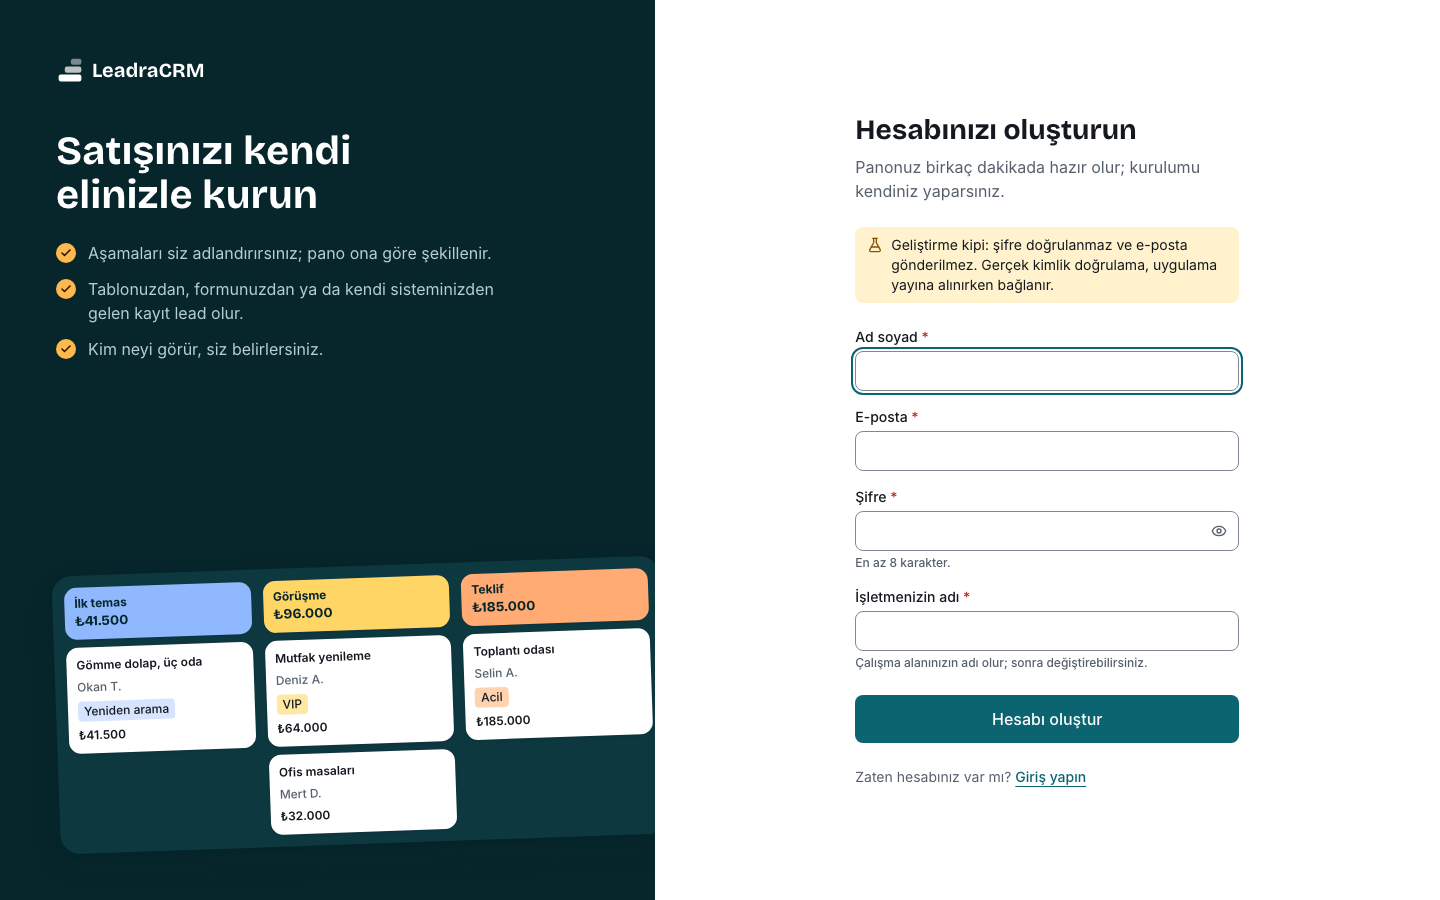 LeadraCRM
Satışınızı kendi
elinizle kurun
Aşamaları siz adlandırırsınız; pano ona göre şekillenir.
Tablonuzdan, formunuzdan ya da kendi sisteminizden
gelen kayıt lead olur.
Kim neyi görür, siz belirlersiniz.
İlk temas
₺41.500
Gömme dolap, üç oda
Okan T.
Yeniden arama
₺41.500
Görüşme
₺96.000
Mutfak yenileme
Deniz A.
VIP
₺64.000
Ofis masaları
Mert D.
₺32.000
Teklif
₺185.000
Toplantı odası
Selin A.
Acil
₺185.000
Hesabınızı oluşturun
Panonuz birkaç dakikada hazır olur; kurulumu
kendiniz yaparsınız.
Geliştirme kipi: şifre doğrulanmaz ve e-posta
gönderilmez. Gerçek kimlik doğrulama, uygulama
yayına alınırken bağlanır.
Ad soyad *
E-posta *
Şifre *
En az 8 karakter.
İşletmenizin adı *
Çalışma alanınızın adı olur; sonra değiştirebilirsiniz.
Hesabı oluştur
Zaten hesabınız var mı? Giriş yapın